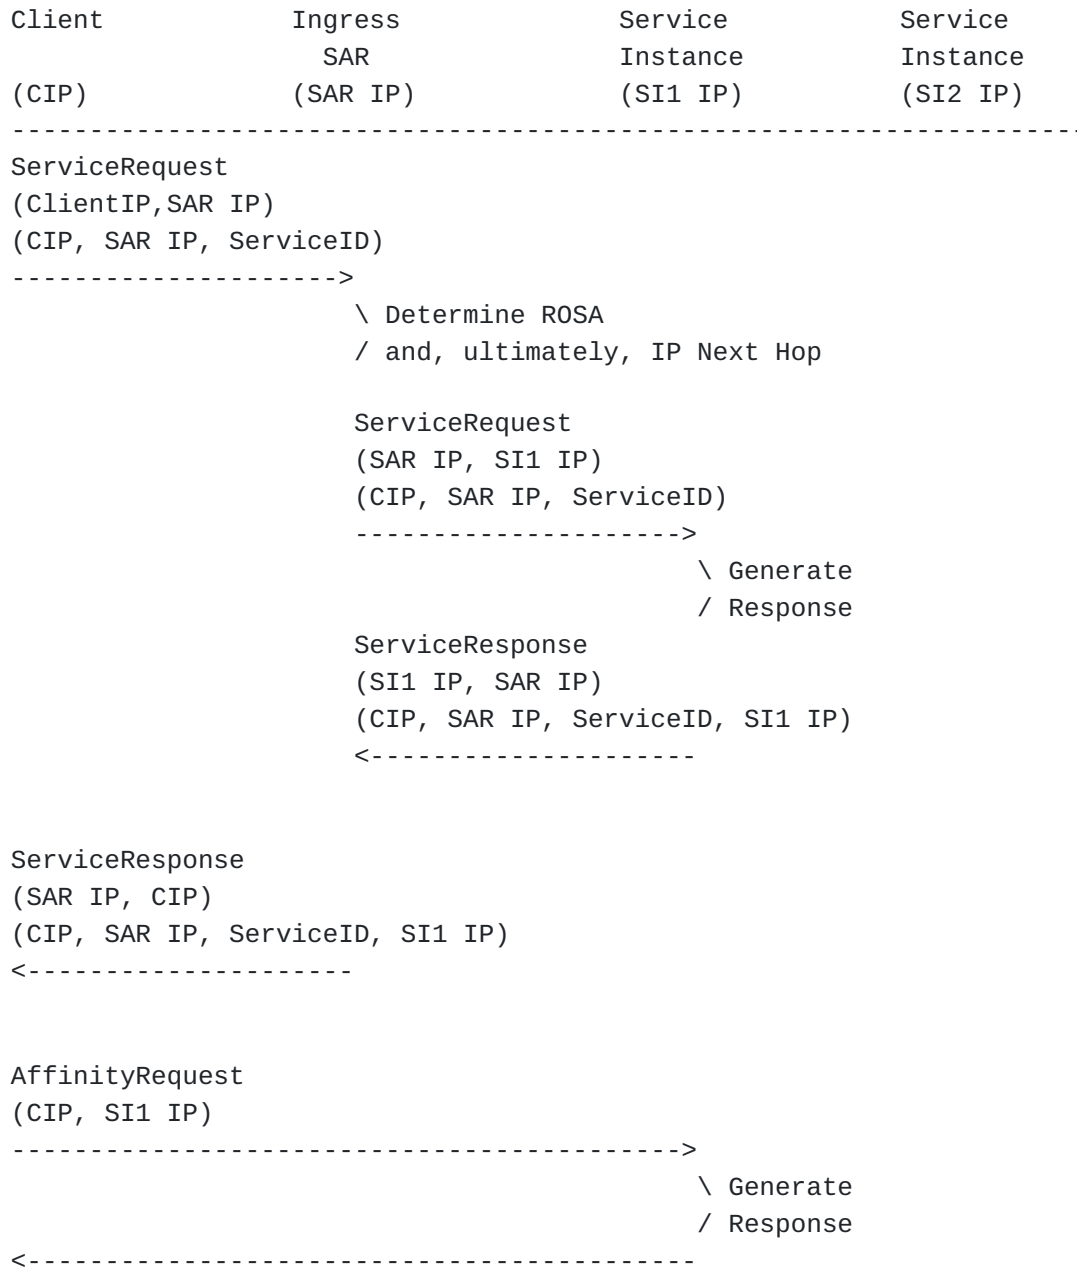 Client            Ingress              Service           Service
                    SAR                Instance          Instance
(CIP)             (SAR IP)             (SI1 IP)          (SI2 IP)
---------------------------------------------------------------------
ServiceRequest
(ClientIP,SAR IP)
(CIP, SAR IP, ServiceID)
--------------------->
                      \ Determine ROSA
                      / and, ultimately, IP Next Hop
                      ServiceRequest
                      (SAR IP, SI1 IP)
                      (CIP, SAR IP, ServiceID)
                      --------------------->
                                            \ Generate
                                            / Response
                      ServiceResponse
                      (SI1 IP, SAR IP)
                      (CIP, SAR IP, ServiceID, SI1 IP)
                      <---------------------
ServiceResponse
(SAR IP, CIP)
(CIP, SAR IP, ServiceID, SI1 IP)
<---------------------
AffinityRequest
(CIP, SI1 IP)
------------------------------------------->
                                            \ Generate
                                            / Response
<-------------------------------------------